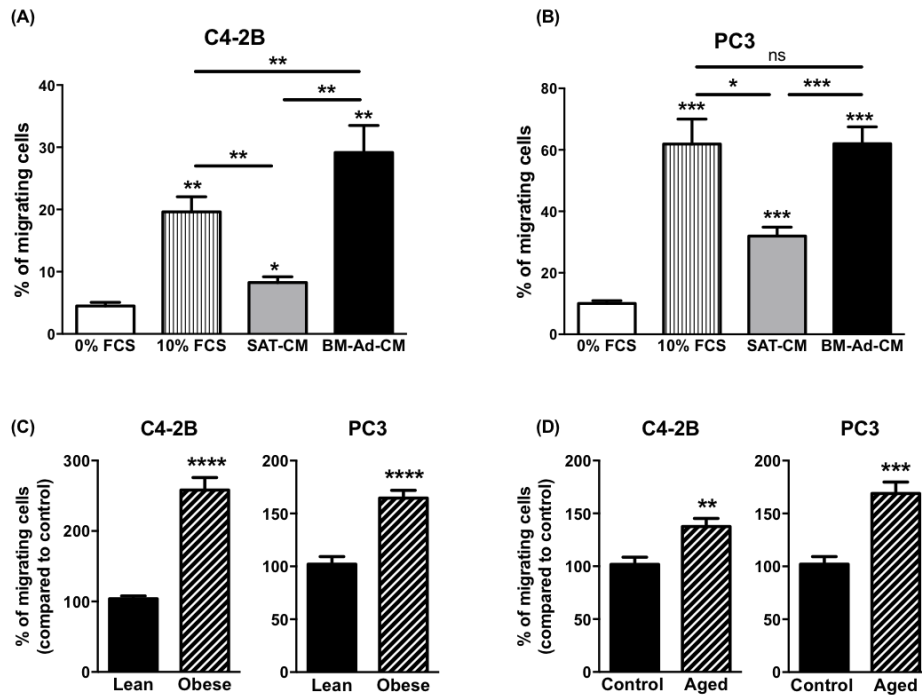 (A)
C4-2B
% of migrating cells
40
30
20
10
0
**
**
**
**
**
*
0% FCS 10% FCS SAT-CM BM-Ad-CM
(B)
PC3
% of migrating cells
80
60
40
20
0
ns
* ***
***
***
***
0% FCS 10% FCS SAT-CM BM-Ad-CM
(C)
C4-2B
% of migrating cells
(compared to control)
300
200
100
0
****
Lean Obese
PC3
200
150
100
50
0
****
Lean Obese
(D)
C4-2B
% of migrating cells
(compared to control)
200
150
100
50
0
**
Control Aged
PC3
200
150
100
50
0
***
Control Aged